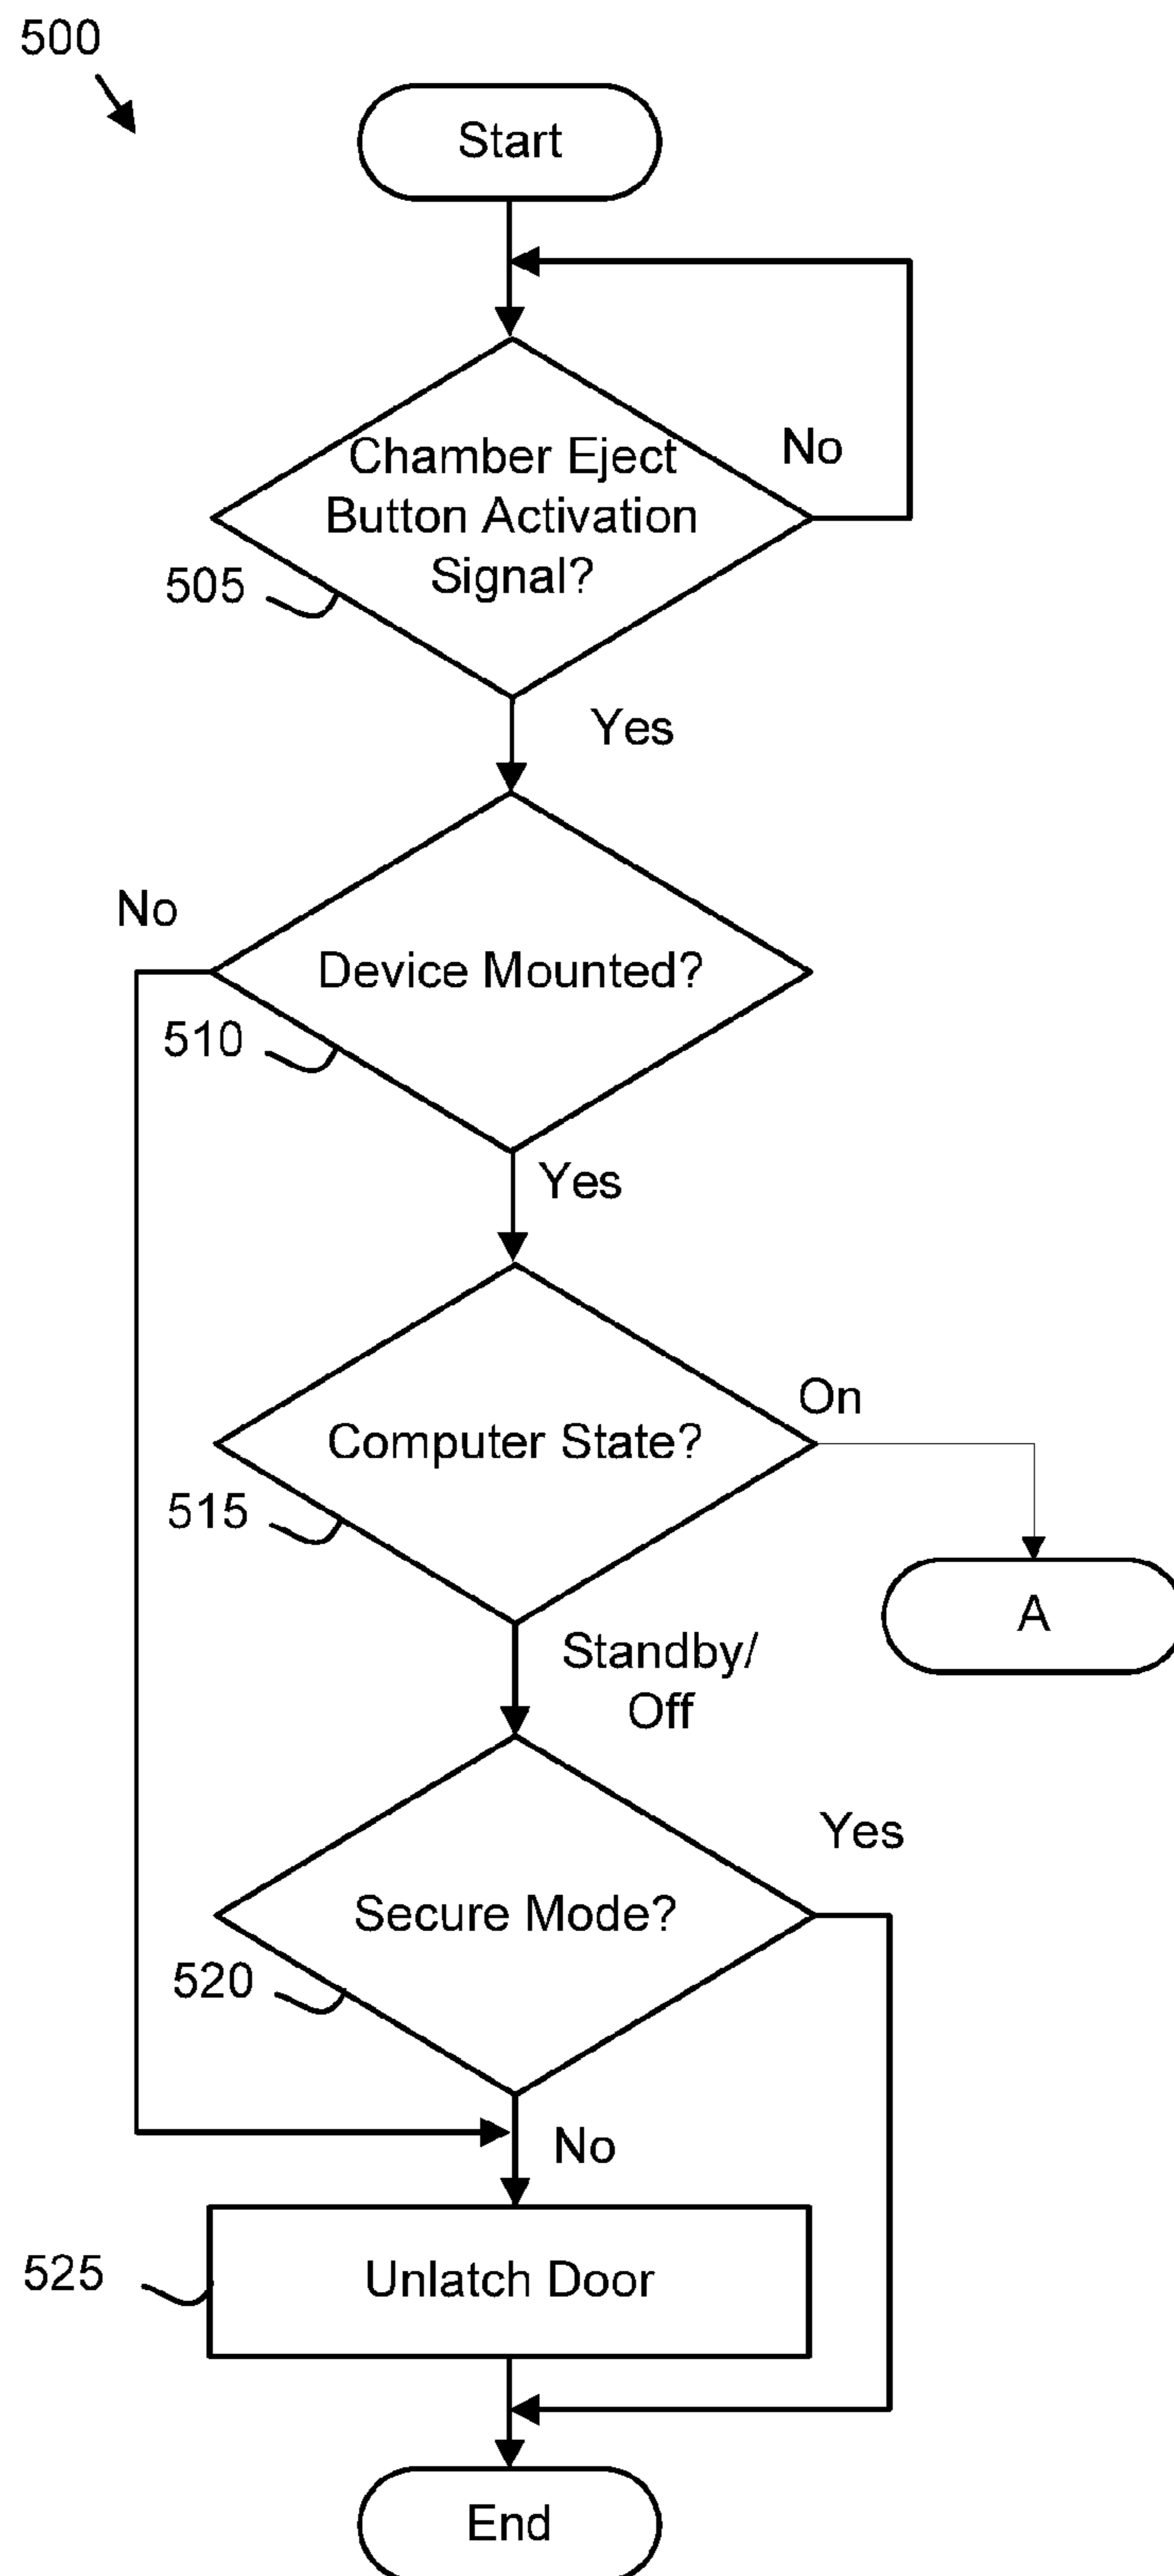 500
Start
Chamber Eject
Button Activation
Signal?
No
505
Yes
No
Device Mounted?
510
Yes
On
Computer State?
515
A
Standby/
Off
Yes
Secure Mode?
520
No
525
Unlatch Door
End